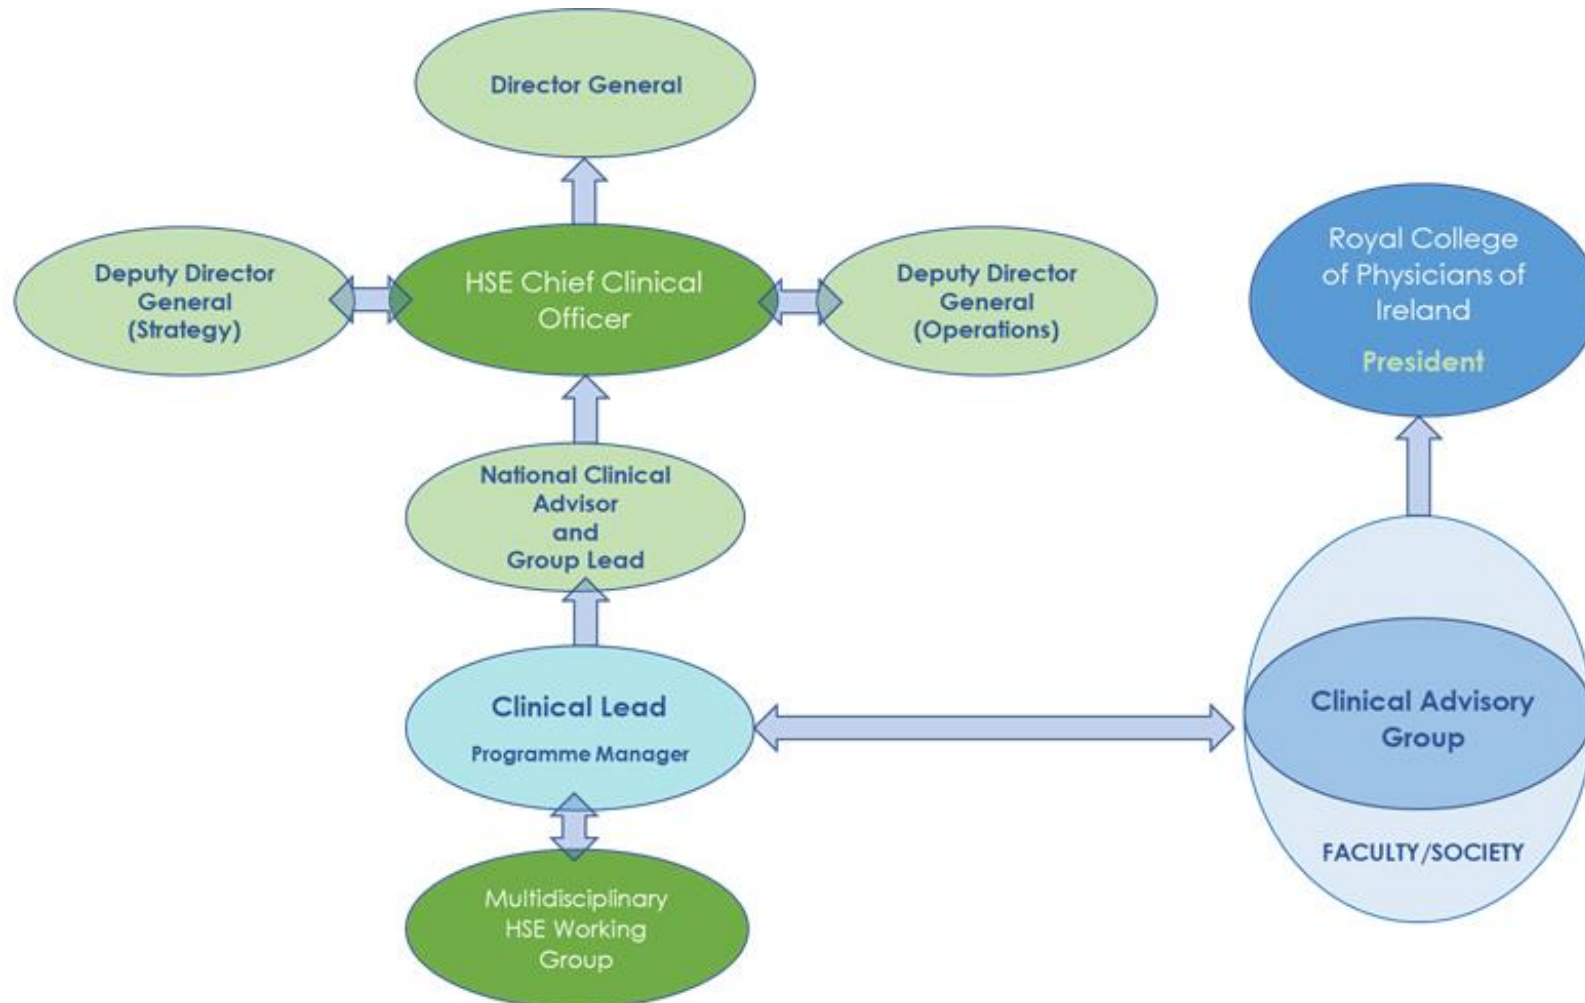 Director General
Deputy Director
General
(Strategy)
HSE Chief Clinical
Officer
Deputy Director
General
(Operations)
Royal College
of Physicians of
Ireland
President
National Clinical
Advisor
and
Group Lead
Clinical Lead
Programme Manager
Clinical Advisory
Group
FACULTY/SOCIETY
Multidisciplinary
HSE Working
Group